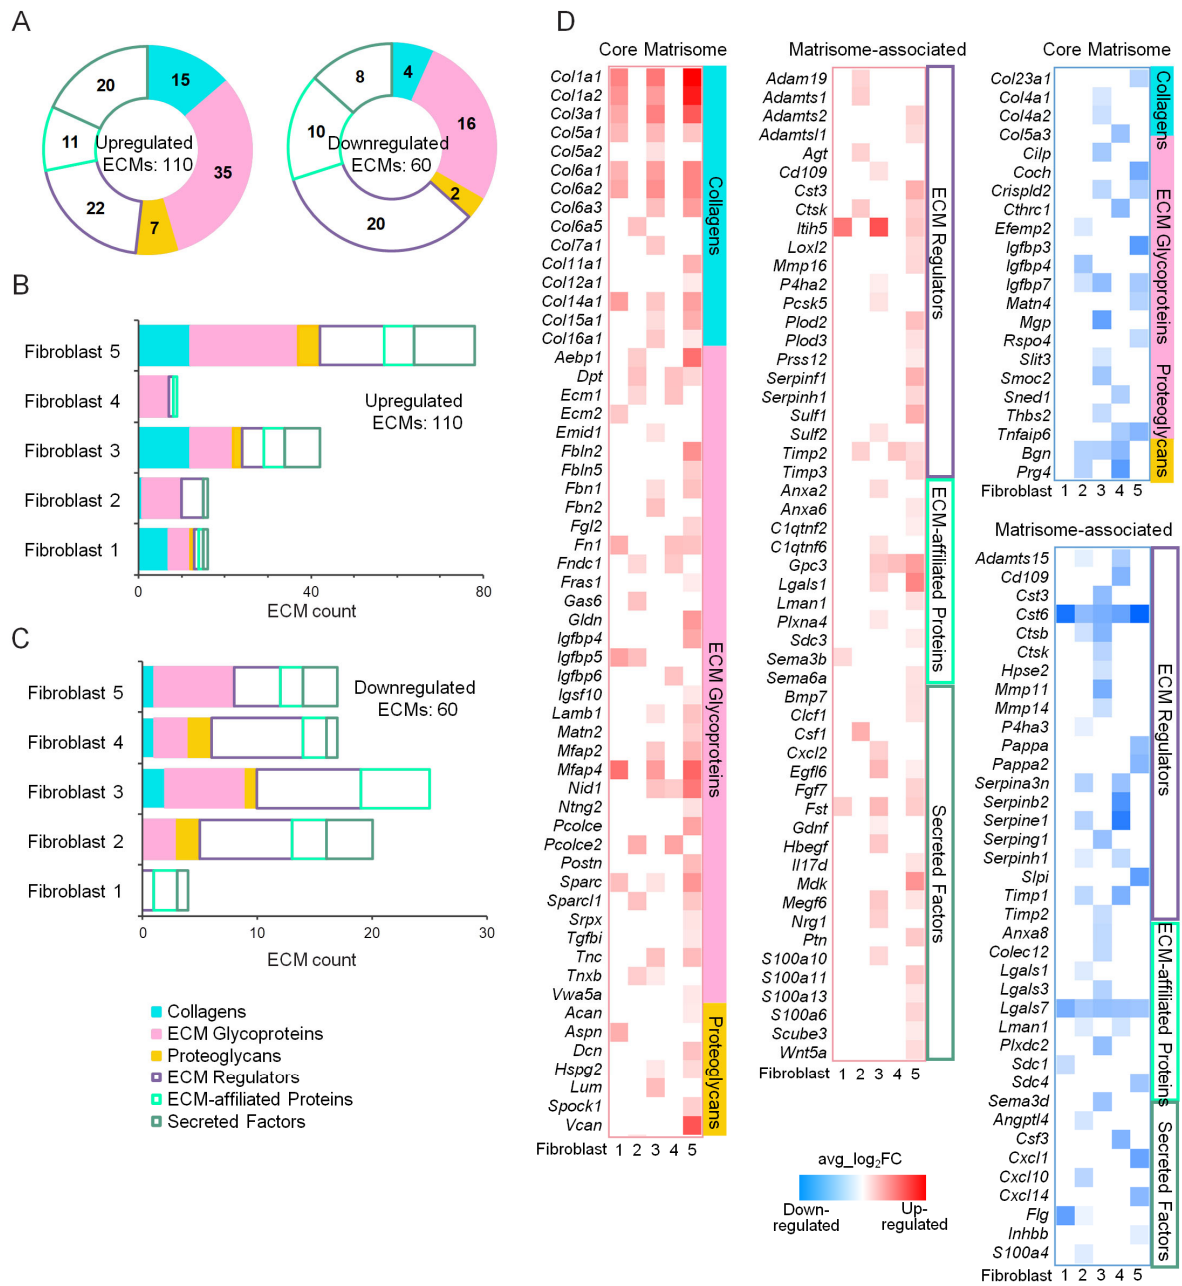 A
20
15
11
Upregulated
ECMs: 110
35
22
7
8
4
10
Downregulated
ECMs: 60
16
2
20
B
Fibroblast 5
Fibroblast 4
Fibroblast 3
Fibroblast 2
Fibroblast 1
Upregulated
ECMs: 110
0
40
80
ECM count
C
Fibroblast 5
Fibroblast 4
Fibroblast 3
Fibroblast 2
Fibroblast 1
Downregulated
ECMs: 60
0
10
20
30
ECM count
Collagens
ECM Glycoproteins
Proteoglycans
ECM Regulators
ECM-affiliated Proteins
Secreted Factors
D
Core Matrisome
Col1a1
Col1a2
Col3a1
Col5a1
Col5a2
Col6a1
Col6a2
Col6a3
Col6a5
Col7a1
Col11a1
Col12a1
Col14a1
Col15a1
Col16a1
Aebp1
Dpt
Ecm1
Ecm2
Emid1
Fbln2
Fbln5
Fbn1
Fbn2
Fgl2
Fn1
Fndc1
Fras1
Gas6
Gldn
Igfbp4
Igfbp5
Igfbp6
Igsf10
Lamb1
Matn2
Mfap2
Mfap4
Nid1
Ntng2
Pcolce
Pcolce2
Postn
Sparc
Sparcl1
Srpx
Tgfbi
Tnc
Tnxb
Vwa5a
Acan
Aspn
Dcn
Hspg2
Lum
Spock1
Vcan
Fibroblast 1 2 3 4 5
Collagens
ECM Glycoproteins
Proteoglycans
Matrisome-associated
Adam19
Adamts1
Adamts2
Adamtsl1
Agt
Cd109
Cst3
Ctsk
Itih5
Loxl2
Mmp16
P4ha2
Pcsk5
Plod2
Plod3
Prss12
Serpinf1
Serpinh1
Sulf1
Sulf2
Timp2
Timp3
Anxa2
Anxa6
C1qtnf2
C1qtnf6
Gpc3
Lgals1
Lman1
Plxna4
Sdc3
Sema3b
Sema6a
Bmp7
Clcf1
Csf1
Cxcl2
Egfl6
Fgf7
Fst
Gdnf
Hbegf
Il17d
Mdk
Megf6
Nrg1
Ptn
S100a10
S100a11
S100a13
S100a6
Scube3
Wnt5a
Fibroblast 1 2 3 4 5
ECM Regulators
ECM-affiliated Proteins
Secreted Factors
avg_log2FC
Down-
regulated
Up-
regulated
Core Matrisome
Col23a1
Col4a1
Col4a2
Col5a3
Cilp
Coch
Crispld2
Cthrc1
Efemp2
Igfbp3
Igfbp4
Igfbp7
Matn4
Mgp
Rspo4
Slit3
Smoc2
Sned1
Thbs2
Tnfaip6
Bgn
Prg4
Fibroblast 1 2 3 4 5
Collagens
ECM Glycoproteins
Proteoglycans
Matrisome-associated
Adamts15
Cd109
Cst3
Cst6
Ctsb
Ctsk
Hpse2
Mmp11
Mmp14
P4ha3
Pappa
Pappa2
Serpina3n
Serpinb2
Serpine1
Serping1
Serpinh1
Slpi
Timp1
Timp2
Anxa8
Colec12
Lgals1
Lgals3
Lgals7
Lman1
Plxdc2
Sdc1
Sdc4
Sema3d
Angptl4
Csf3
Cxcl1
Cxcl10
Cxcl14
Flg
Inhbb
S100a4
Fibroblast 1 2 3 4 5
ECM Regulators
ECM-affiliated Proteins
Secreted Factors